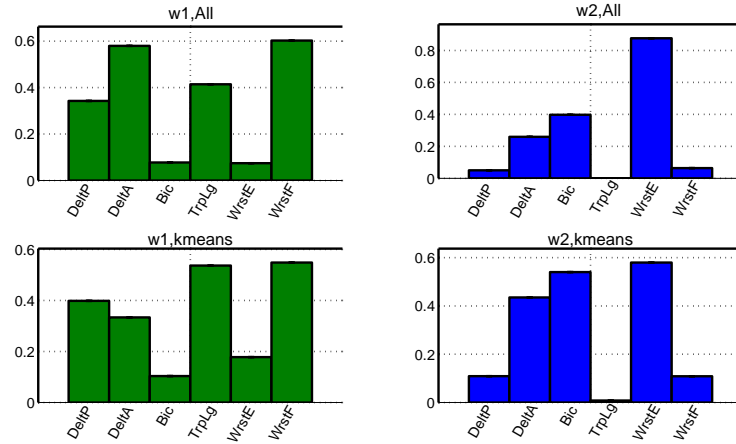 w1,All
0.6
0.4
0.2
0
DeltP
DeltA
Bic
TrpLg
WrstE
WrstF
w2,All
0.8
0.6
0.4
0.2
0
DeltP
DeltA
Bic
TrpLg
WrstE
WrstF
w1,kmeans
0.6
0.4
0.2
0
DeltP
DeltA
Bic
TrpLg
WrstE
WrstF
w2,kmeans
0.6
0.4
0.2
0
DeltP
DeltA
Bic
TrpLg
WrstE
WrstF